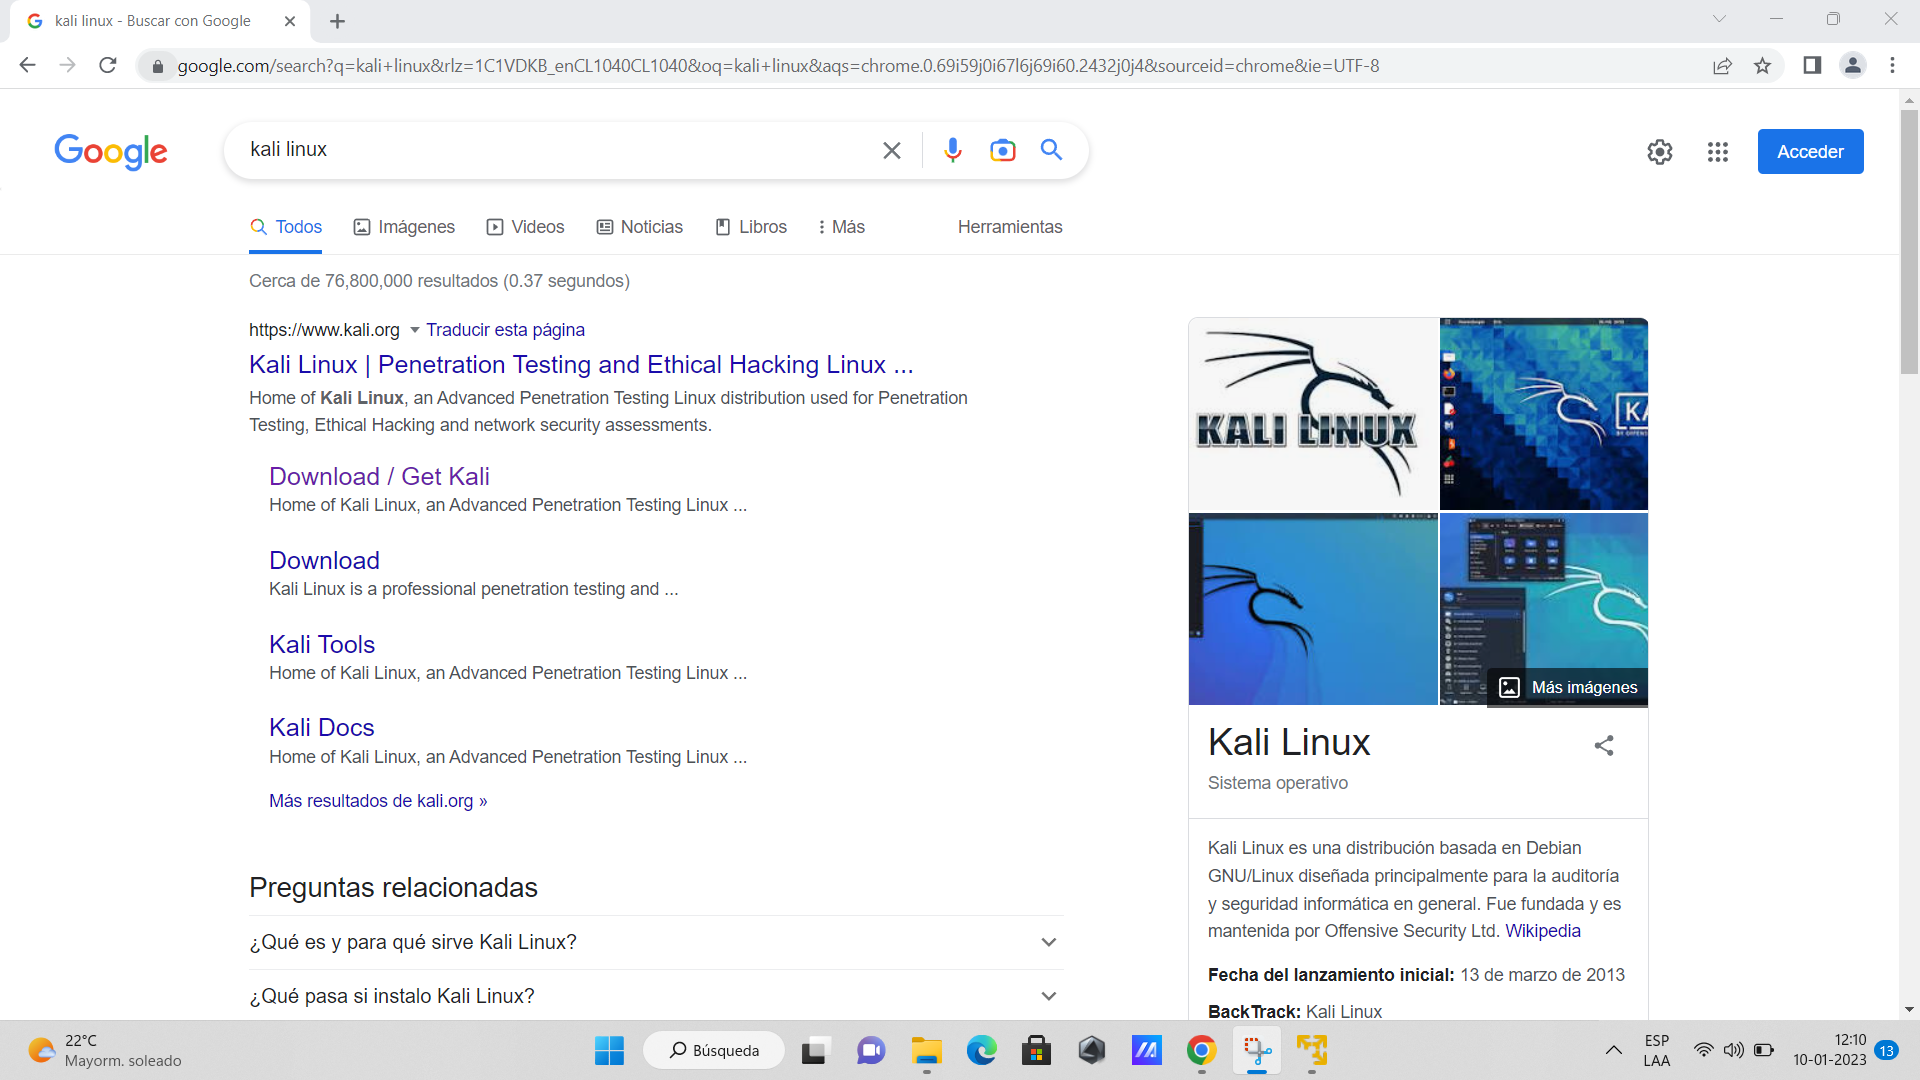 kali linux - Buscar con Google
google.com/search?q=kali+linux&rlz=1C1VDKB_enCL1040CL1040&oq=kali+linux&aqs=chrome.0.69i59j0i67l6j69i60.2432j0j4&sourceid=chrome&ie=UTF-8
Google
kali linux
Acceder
Todos
Imágenes
Videos
Noticias
Libros
Más
Herramientas
Cerca de 76,800,000 resultados (0.37 segundos)
https://www.kali.org
Traducir esta página
Kali Linux | Penetration Testing and Ethical Hacking Linux ...
Home of Kali Linux, an Advanced Penetration Testing Linux distribution used for Penetration
Testing, Ethical Hacking and network security assessments.
Download / Get Kali
Home of Kali Linux, an Advanced Penetration Testing Linux ...
Download
Kali Linux is a professional penetration testing and ...
Kali Tools
Home of Kali Linux, an Advanced Penetration Testing Linux ...
Kali Docs
Home of Kali Linux, an Advanced Penetration Testing Linux ...
Más resultados de kali.org »
Preguntas relacionadas
¿Qué es y para qué sirve Kali Linux?
¿Qué pasa si instalo Kali Linux?
KALI LINUX
KA
Más imágenes
Kali Linux
Sistema operativo
Kali Linux es una distribución basada en Debian
GNU/Linux diseñada principalmente para la auditoría
y seguridad informática en general. Fue fundada y es
mantenida por Offensive Security Ltd. Wikipedia
Fecha del lanzamiento inicial: 13 de marzo de 2013
BackTrack: Kali Linux
22°C
Mayorm. soleado
Búsqueda
ESP
LAA
12:10
10-01-2023
13